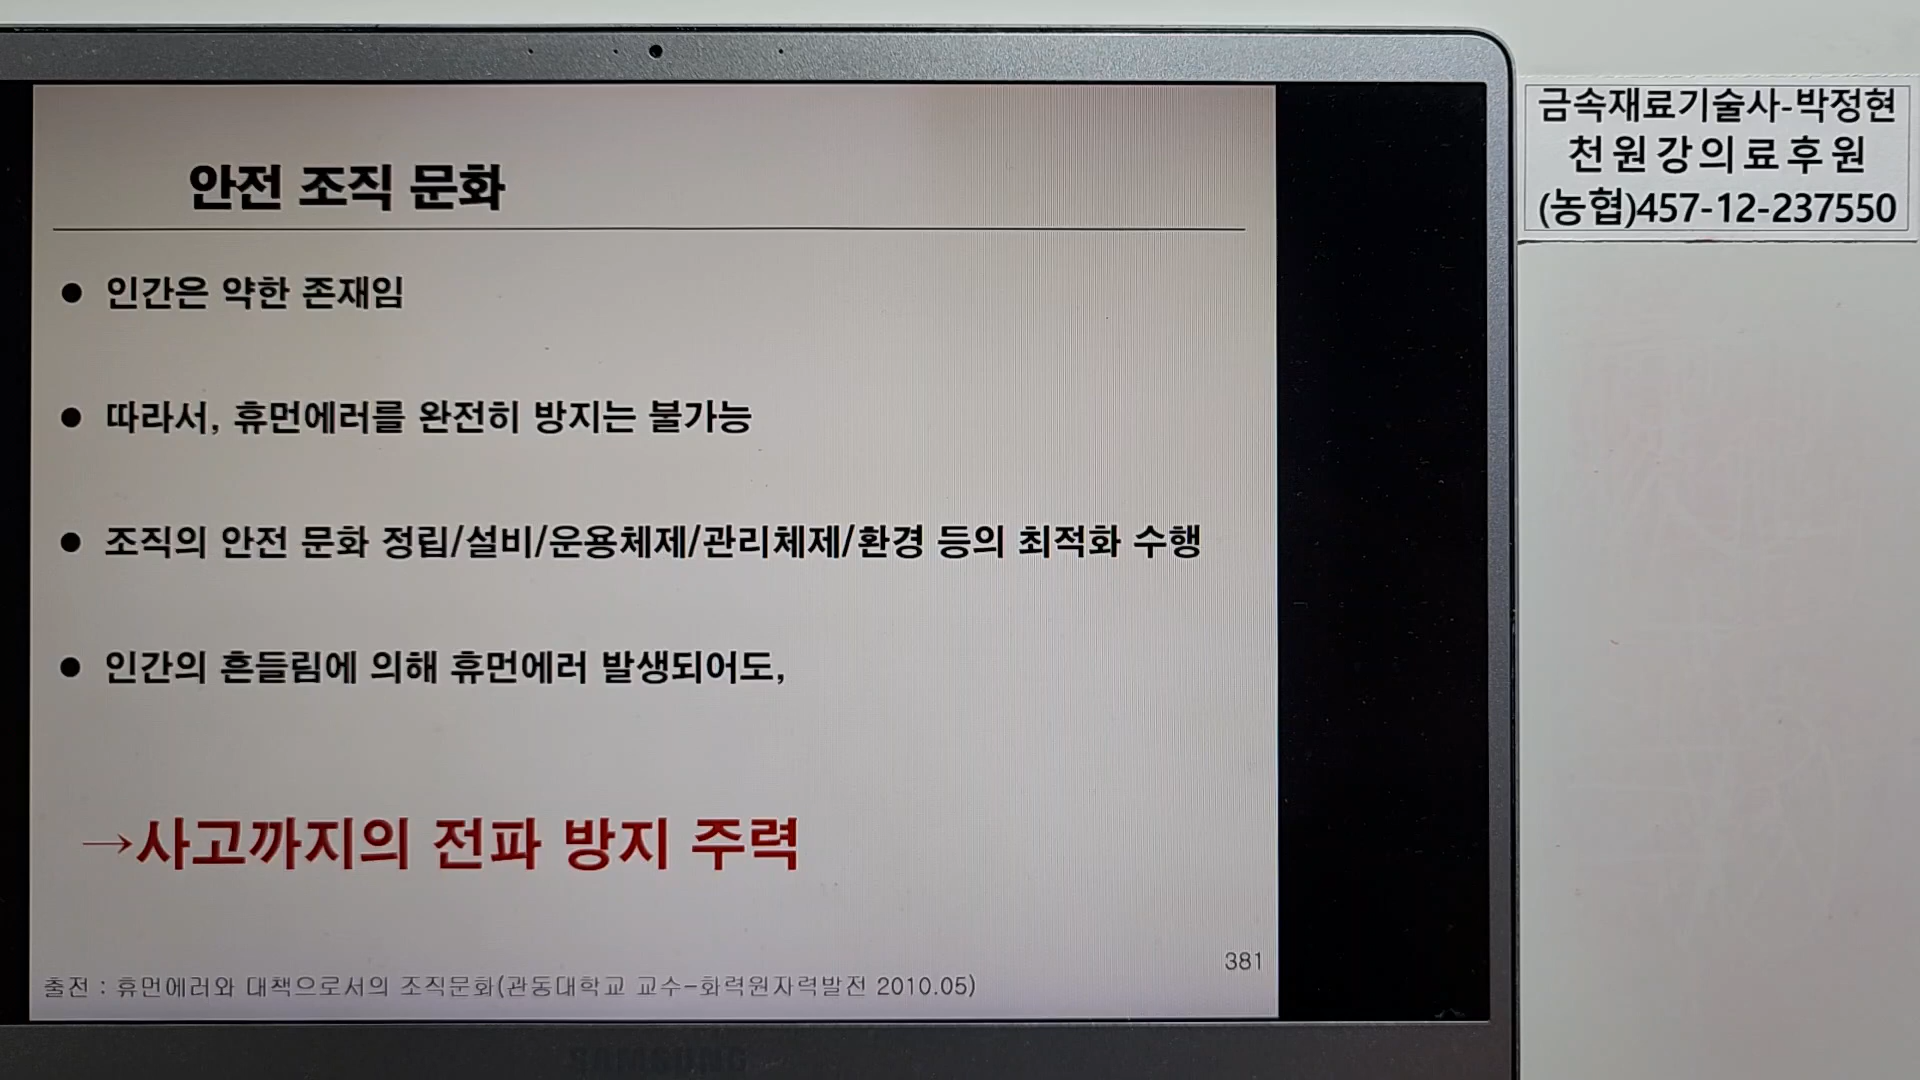 안전 조직 문화
● 인간은 약한 존재임
● 따라서, 휴먼에러를 완전히 방지는 불가능
● 조직의 안전 문화 정립/설비/운용체제/관리체제/환경 등의 최적화 수행
● 인간의 흔들림에 의해 휴먼에러 발생되어도,
→사고까지의 전파 방지 주력
381
출전 : 휴먼에러와 대책으로서의 조직문화(관동대학교 교수-화력원자력발전 2010.05)
SAMSUNG
금속재료기술사-박정현
천원강의료후원
(농협)457-12-237550